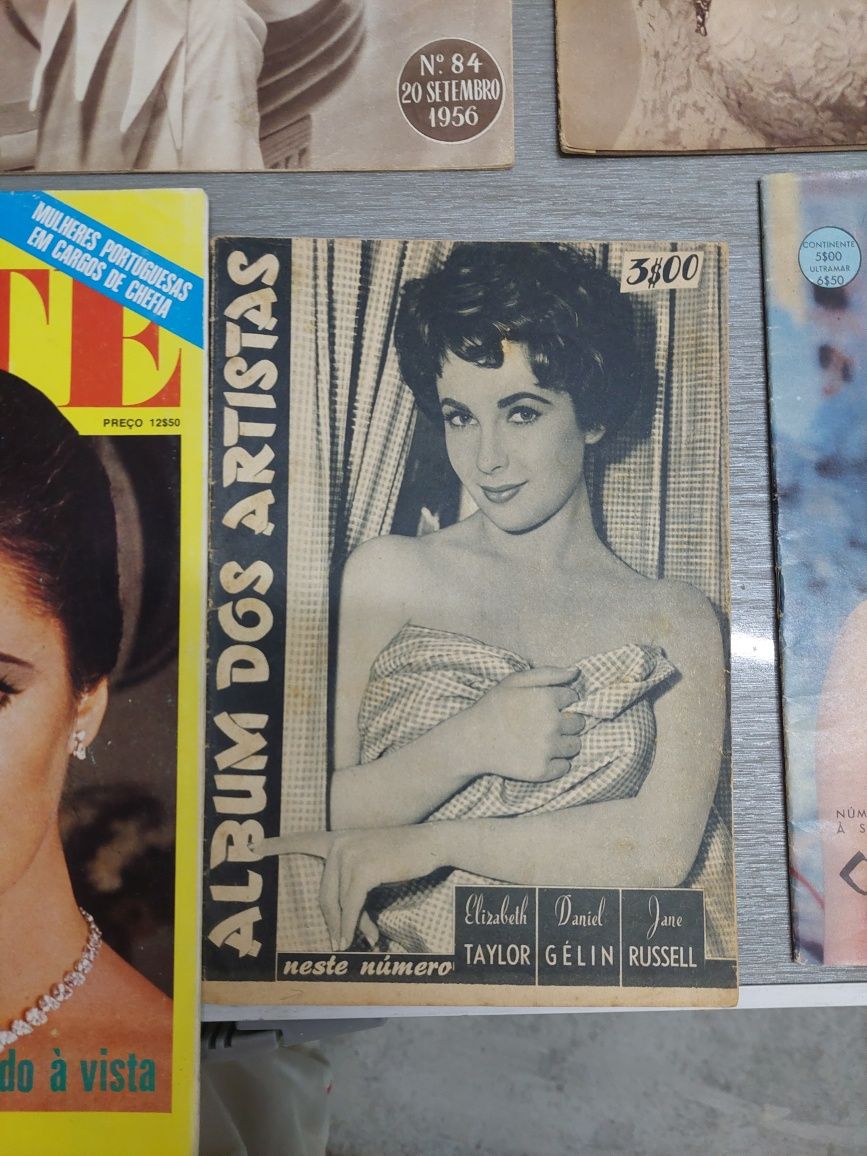 Nº. 84
20 SETEMBRO
1956
MULHERES PORTUGUESAS
EM CARGOS DE CHEFIA
TE
PREÇO 12$50
do à vista
ALBUM DOS ARTISTAS
3$00
neste número
Elizabeth
TAYLOR
Daniel
GÉLIN
Jane
RUSSELL
CONTINENTE
5$00
ULTRAMAR
6$50
NÚM
À S